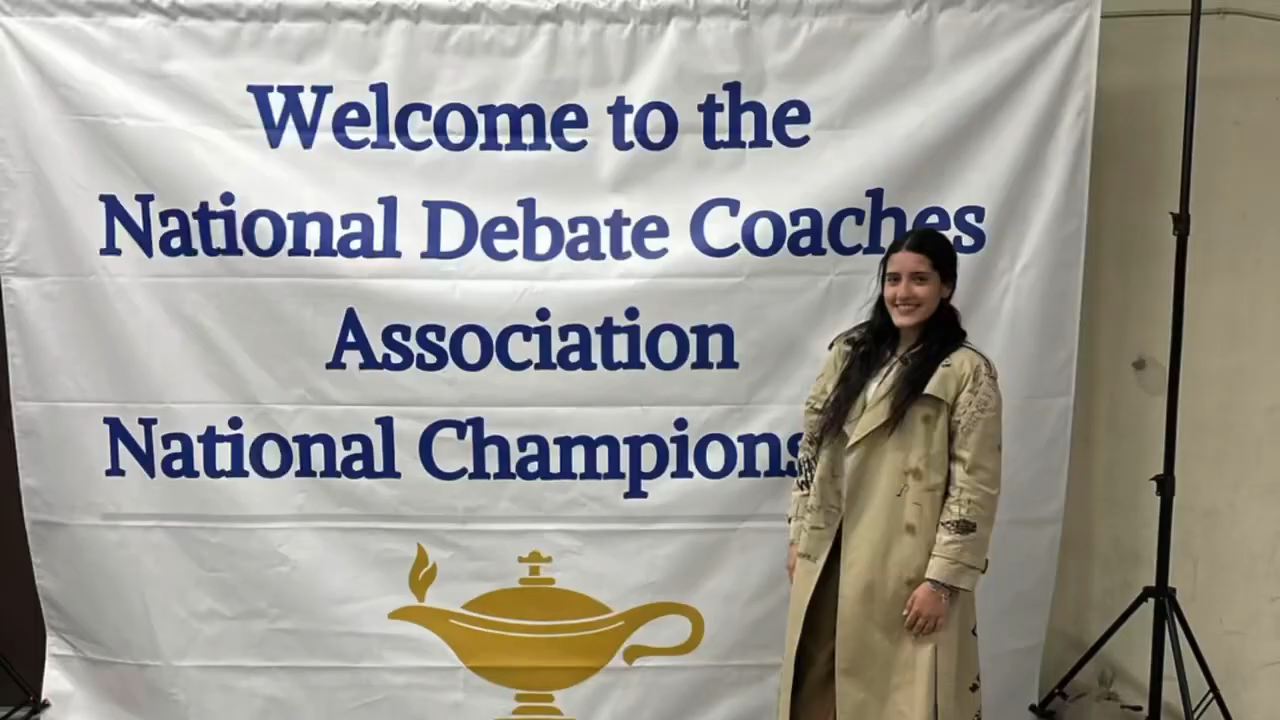 Welcome to the
National Debate Coaches
Association
National Champions